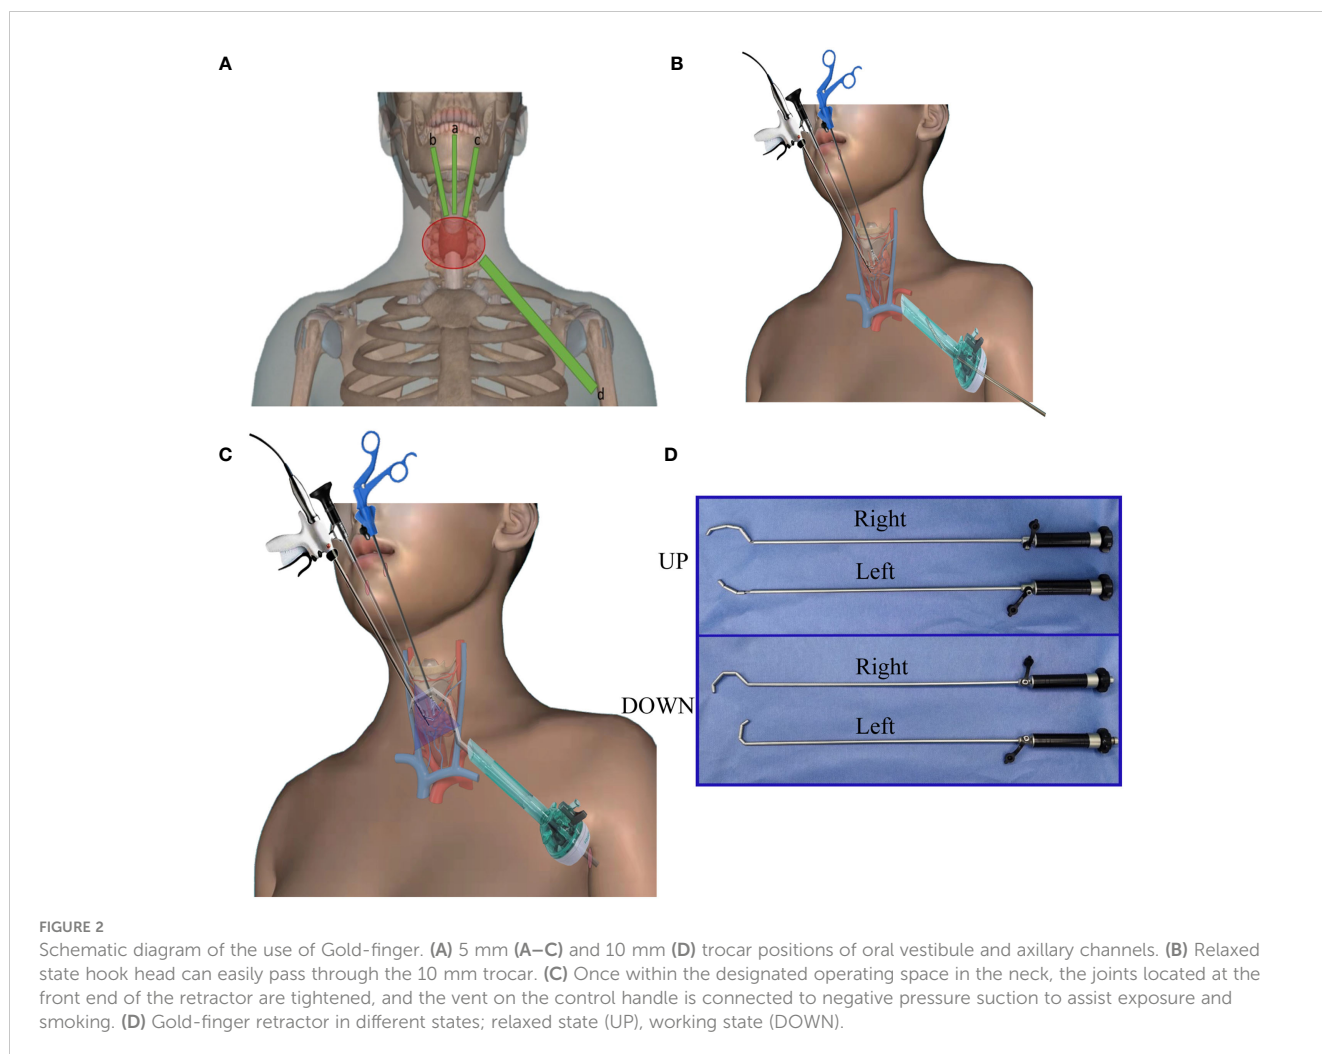 A
B
a
b
c
d
C
D
Right
UP
Left
Right
DOWN
Left
FIGURE 2
Schematic diagram of the use of Gold-finger. (A) 5 mm (A–C) and 10 mm (D) trocar positions of oral vestibule and axillary channels. (B) Relaxed
state hook head can easily pass through the 10 mm trocar. (C) Once within the designated operating space in the neck, the joints located at the
front end of the retractor are tightened, and the vent on the control handle is connected to negative pressure suction to assist exposure and
smoking. (D) Gold-finger retractor in different states; relaxed state (UP), working state (DOWN).